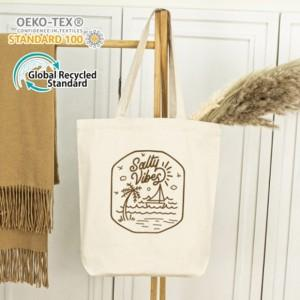 OEKO-TEX®
CONFIDENCE IN TEXTILES
STANDARD 100
Global Recycled
Standard
Salty
Vibes